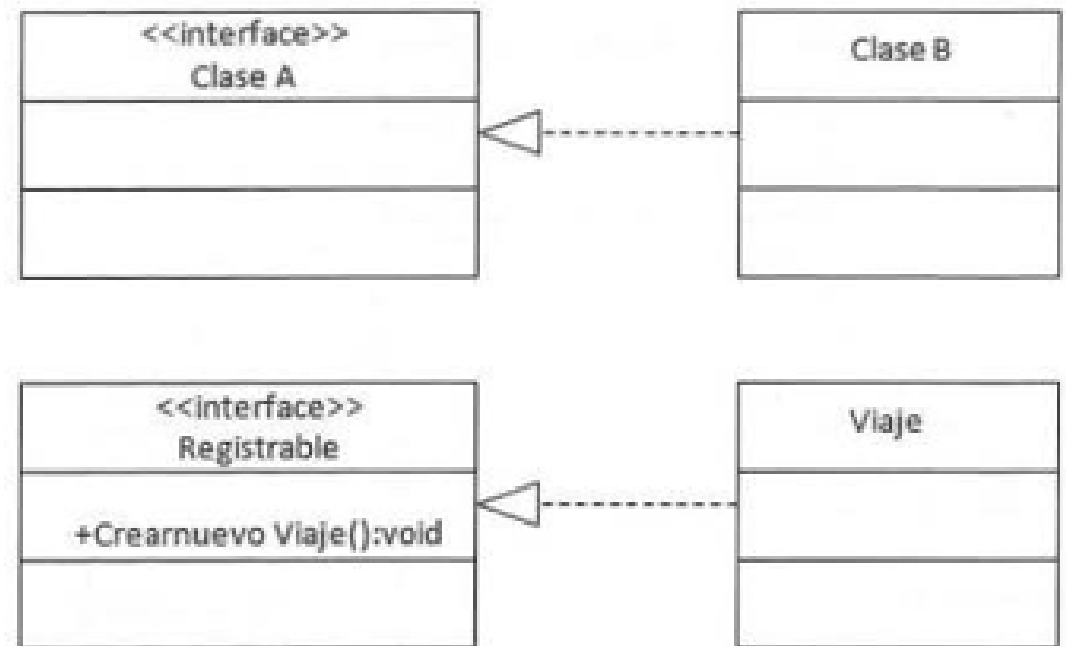 <<interface>>
Clase A
Clase B
<<interface>>
Registrable
Viaje
+Crearnuevo Viaje():void